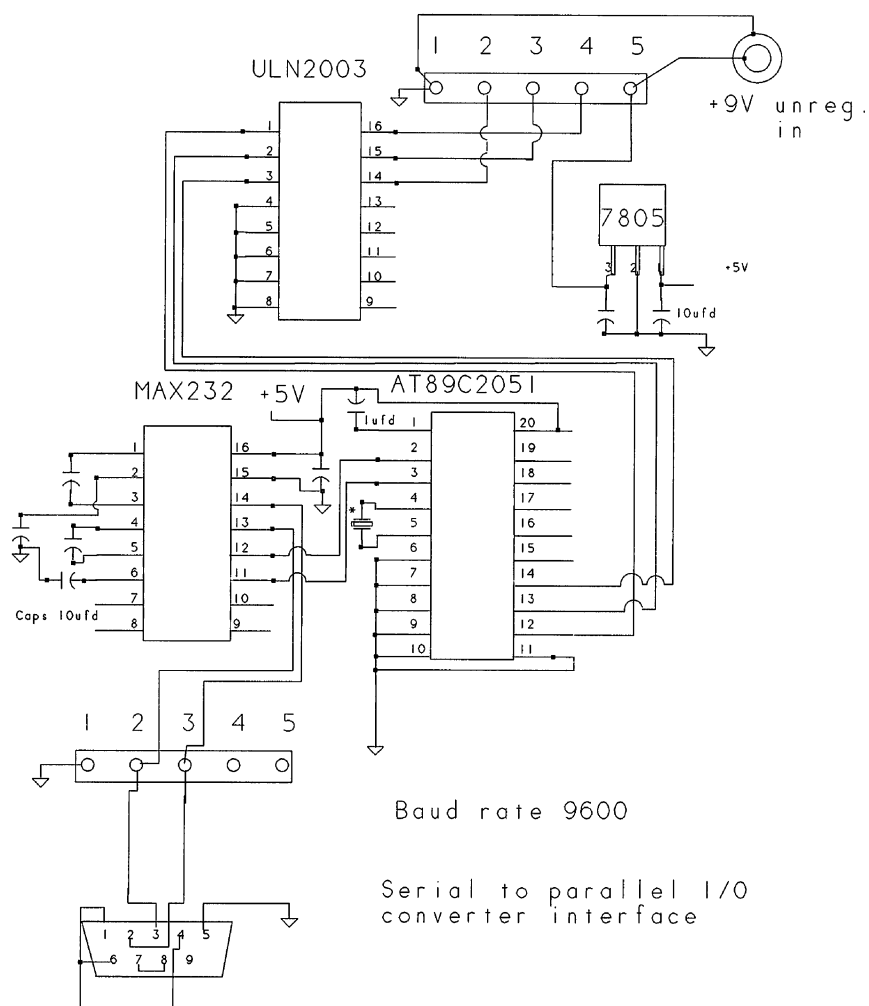 1 2 3 4 5
ULN2003
+9V unreg.
in
1 16
2 15
3 14
4 13
5 12
6 11
7 10
8 9
7805
3 2 1
+5V
10ufd
MAX232
+5V
AT89C2051
1ufd
1 16
2 15
3 14
4 13
5 12
6 11
7 10
8 9
Caps 10ufd
1 20
2 19
3 18
4 17
*
5 16
6 15
7 14
8 13
9 12
10 11
1 2 3 4 5
Baud rate 9600
Serial to parallel I/O
converter interface
1 2 3 4 5
6 7 8 9